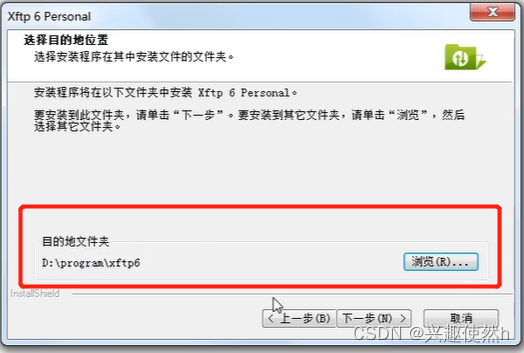 Xftp 6 Personal
选择目的地位置
选择安装程序在其中安装文件的文件夹。
安装程序将在以下文件夹中安装 Xftp 6 Personal。
要安装到此文件夹，请单击“下一步”。要安装到其它文件夹，请单击“浏览”，然后
选择其它文件夹。
目的地文件夹
D:\program\xftp6
浏览(R)...
InstallShield
< 上一步(B)
下一步(N) >
取消
CSDN @兴趣使然h